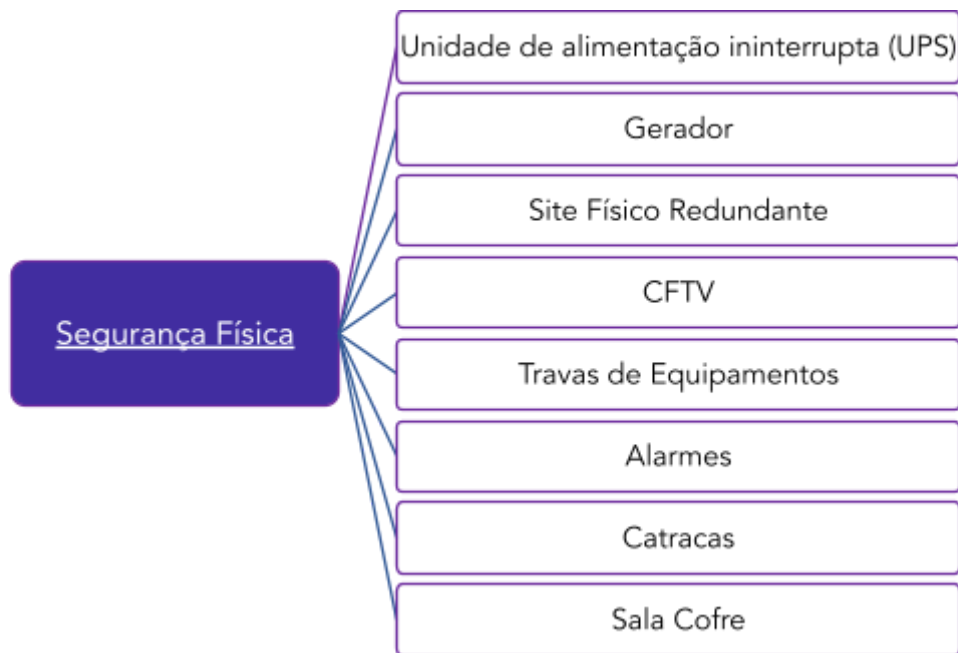 Segurança Física
Unidade de alimentação ininterrupta (UPS)
Gerador
Site Físico Redundante
CFTV
Travas de Equipamentos
Alarmes
Catracas
Sala Cofre